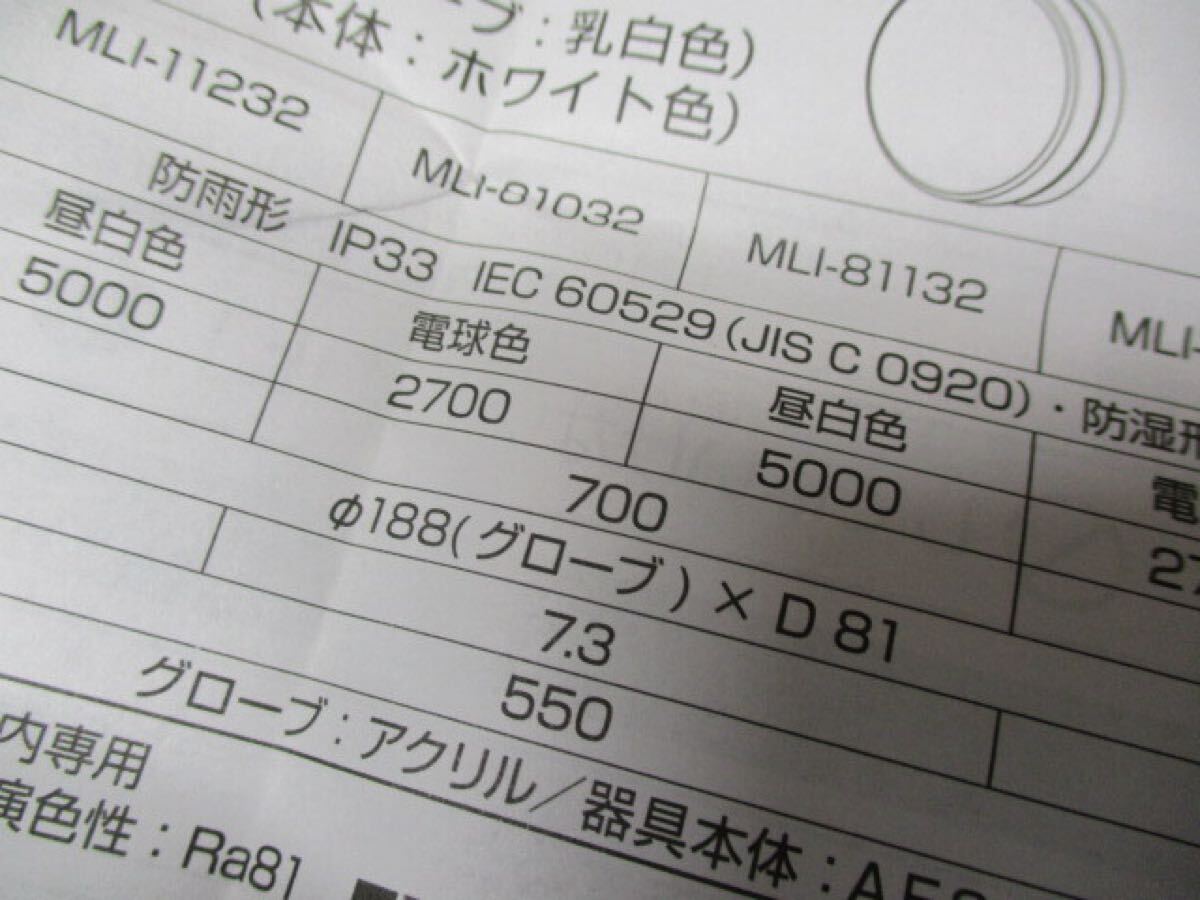 ーブ：乳白色)
(本体：ホワイト色)
MLI-11232 MLI-81032 MLI-81132 MLI-
防雨形 IP33 IEC 60529(JIS C 0920)・防湿形
昼白色 電球色 昼白色 電
5000 2700 5000 27
700
φ188(グローブ)×D 81
7.3
550
グローブ：アクリル/器具本体：
内専用
演色性：Ra81